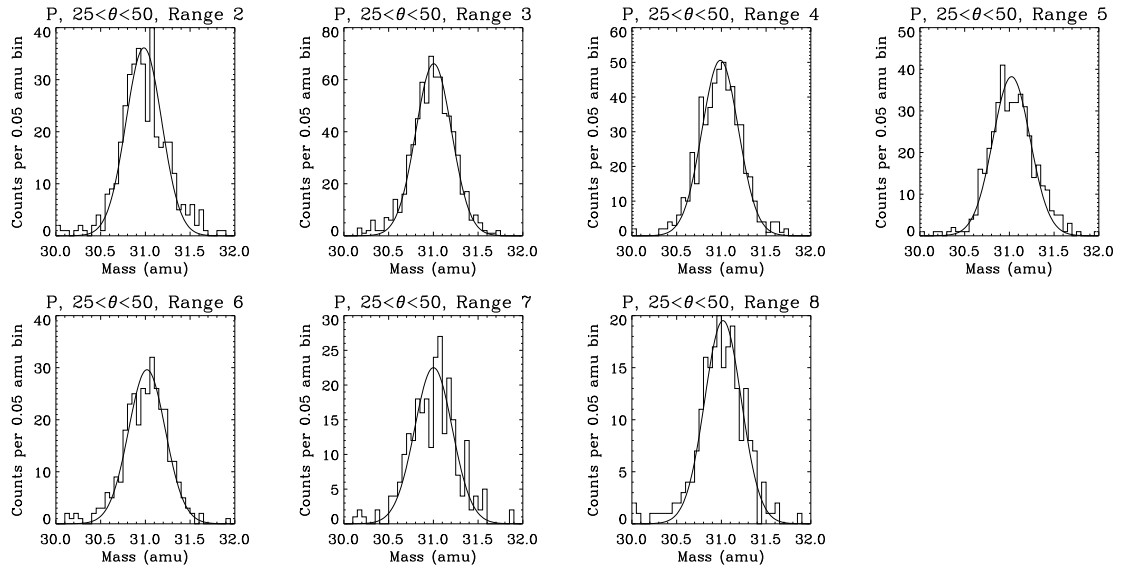 P, 25<θ<50, Range 2
40
30
20
10
0
Counts per 0.05 amu bin
30.0 30.5 31.0 31.5 32.0
Mass (amu)
P, 25<θ<50, Range 3
80
60
40
20
0
Counts per 0.05 amu bin
30.0 30.5 31.0 31.5 32.0
Mass (amu)
P, 25<θ<50, Range 4
60
50
40
30
20
10
0
Counts per 0.05 amu bin
30.0 30.5 31.0 31.5 32.0
Mass (amu)
P, 25<θ<50, Range 5
50
40
30
20
10
0
Counts per 0.05 amu bin
30.0 30.5 31.0 31.5 32.0
Mass (amu)
P, 25<θ<50, Range 6
40
30
20
10
0
Counts per 0.05 amu bin
30.0 30.5 31.0 31.5 32.0
Mass (amu)
P, 25<θ<50, Range 7
30
25
20
15
10
5
0
Counts per 0.05 amu bin
30.0 30.5 31.0 31.5 32.0
Mass (amu)
P, 25<θ<50, Range 8
20
15
10
5
0
Counts per 0.05 amu bin
30.0 30.5 31.0 31.5 32.0
Mass (amu)